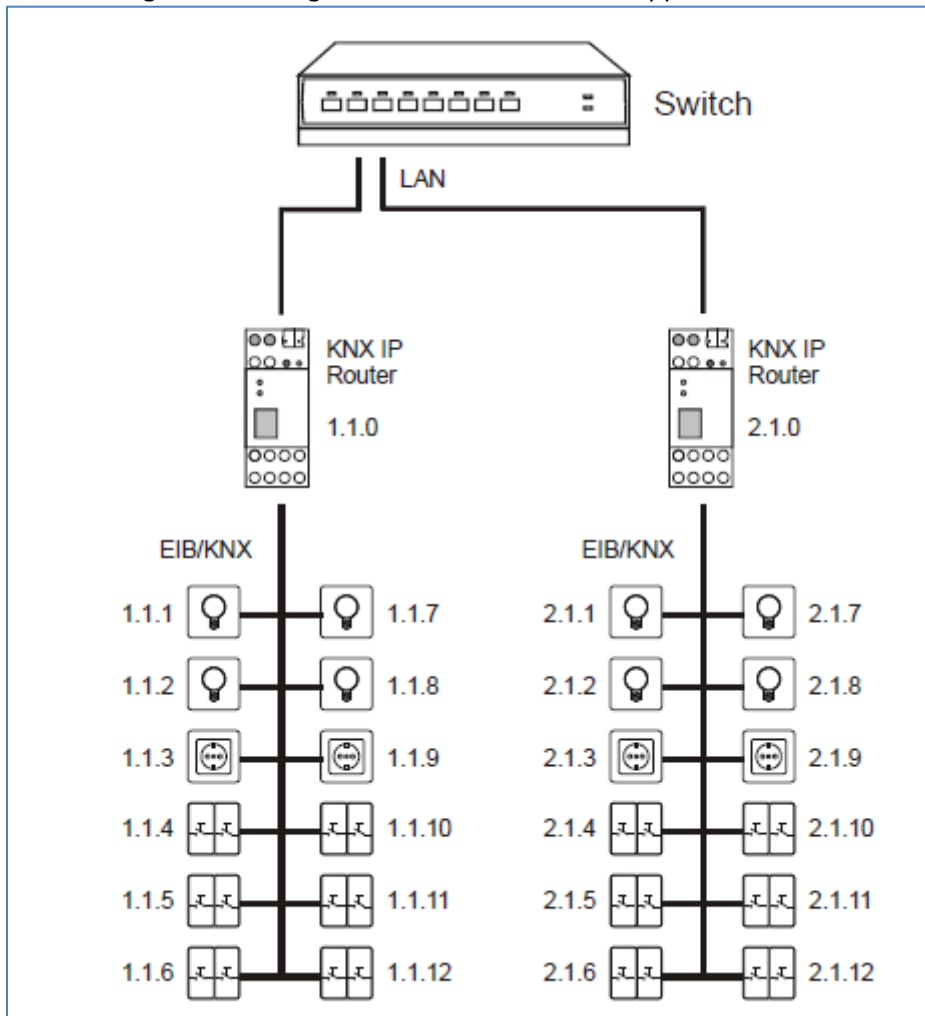 Switch
LAN
KNX IP
Router
1.1.0
KNX IP
Router
2.1.0
EIB/KNX
EIB/KNX
1.1.1 1.1.7 2.1.1 2.1.7
1.1.2 1.1.8 2.1.2 2.1.8
1.1.3 1.1.9 2.1.3 2.1.9
1.1.4 1.1.10 2.1.4 2.1.10
1.1.5 1.1.11 2.1.5 2.1.11
1.1.6 1.1.12 2.1.6 2.1.12